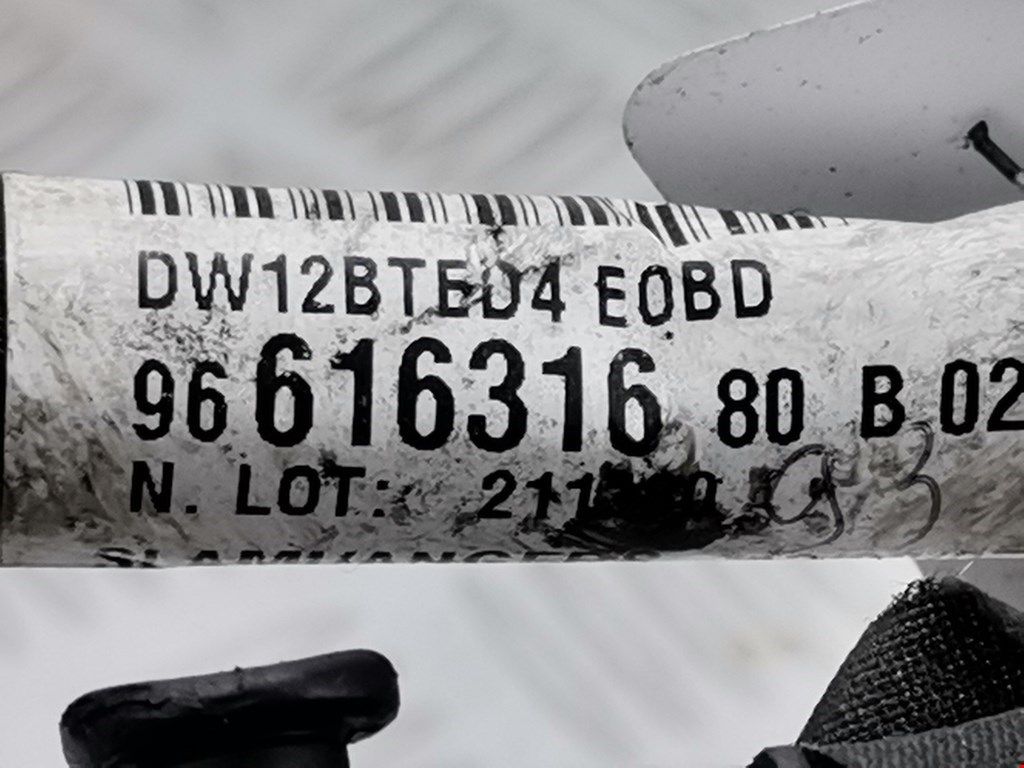 DW12BTED4 EOBD
96 616316 80 B 02
N. LOT: